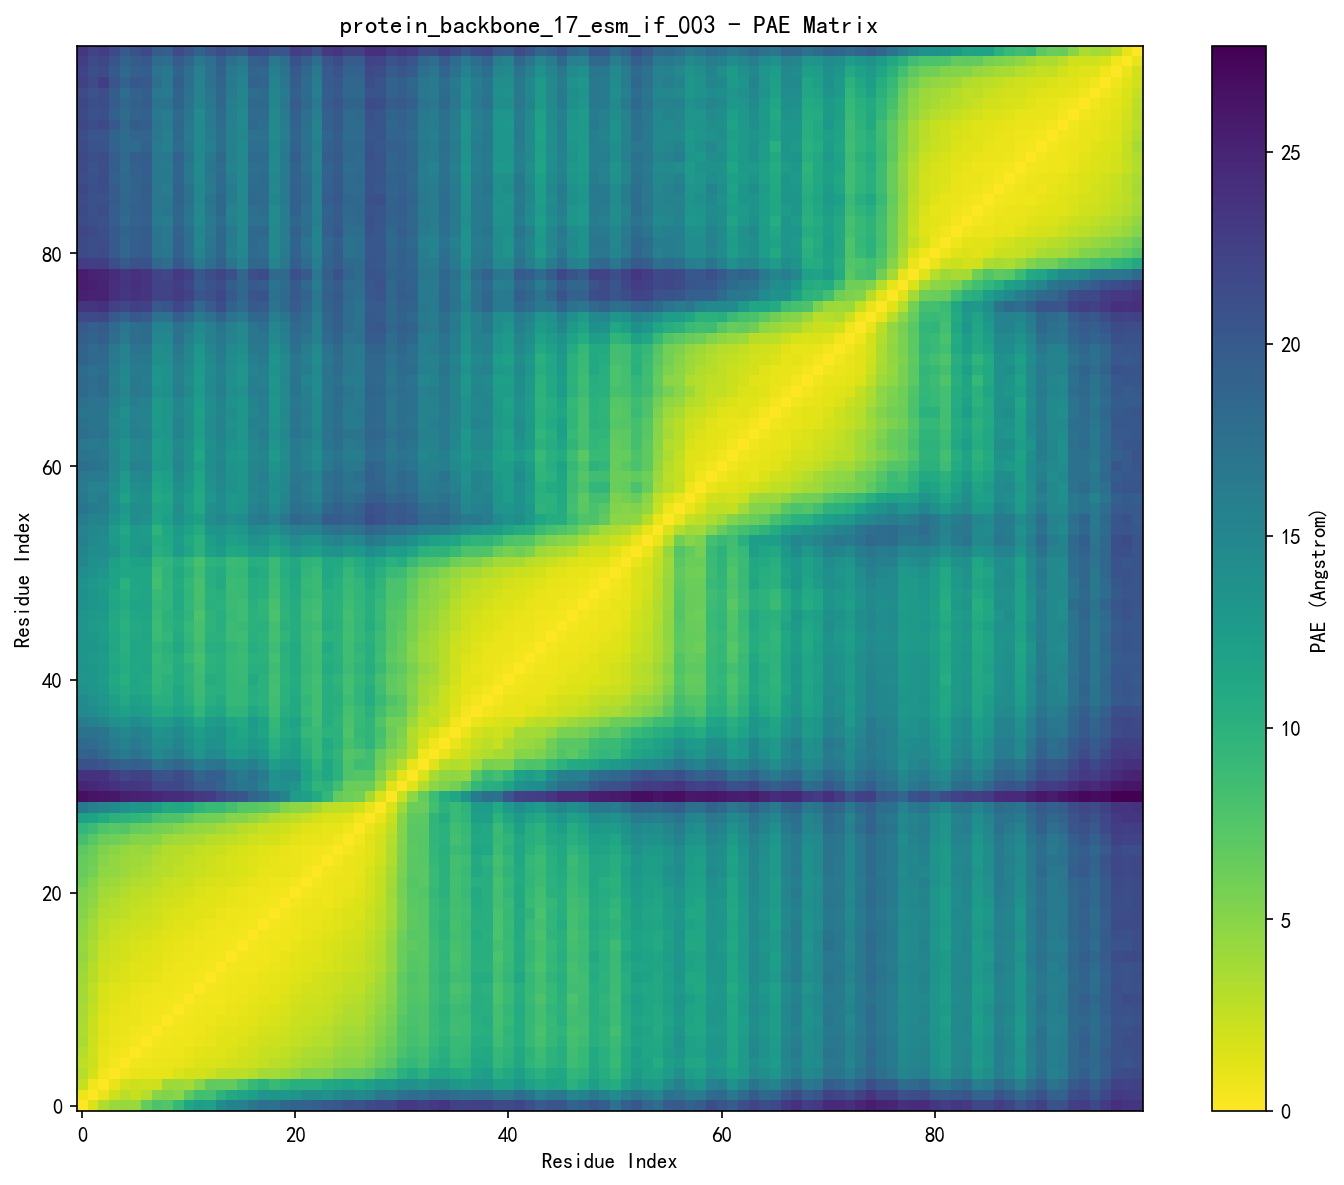 protein_backbone_17_esm_if_003 - PAE Matrix
Residue Index
80
60
40
20
0
0 20 40 60 80
Residue Index
25
20
15
10
5
0
PAE (Angstrom)